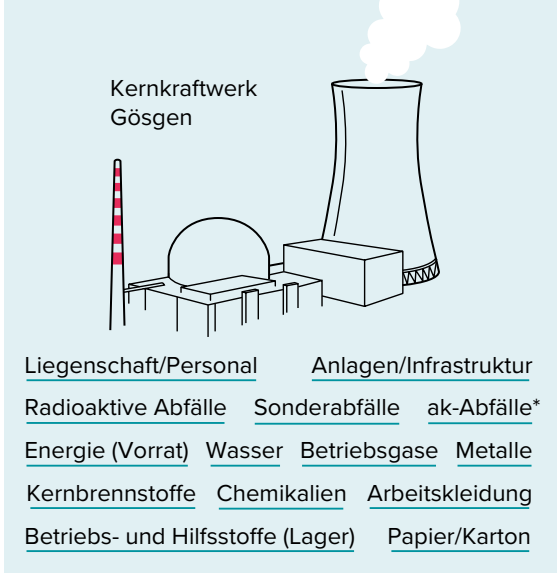 Kernkraftwerk
Gösgen
Liegenschaft/Personal Anlagen/Infrastruktur
Radioaktive Abfälle Sonderabfälle ak-Abfälle*
Energie (Vorrat) Wasser Betriebsgase Metalle
Kernbrennstoffe Chemikalien Arbeitskleidung
Betriebs- und Hilfsstoffe (Lager) Papier/Karton